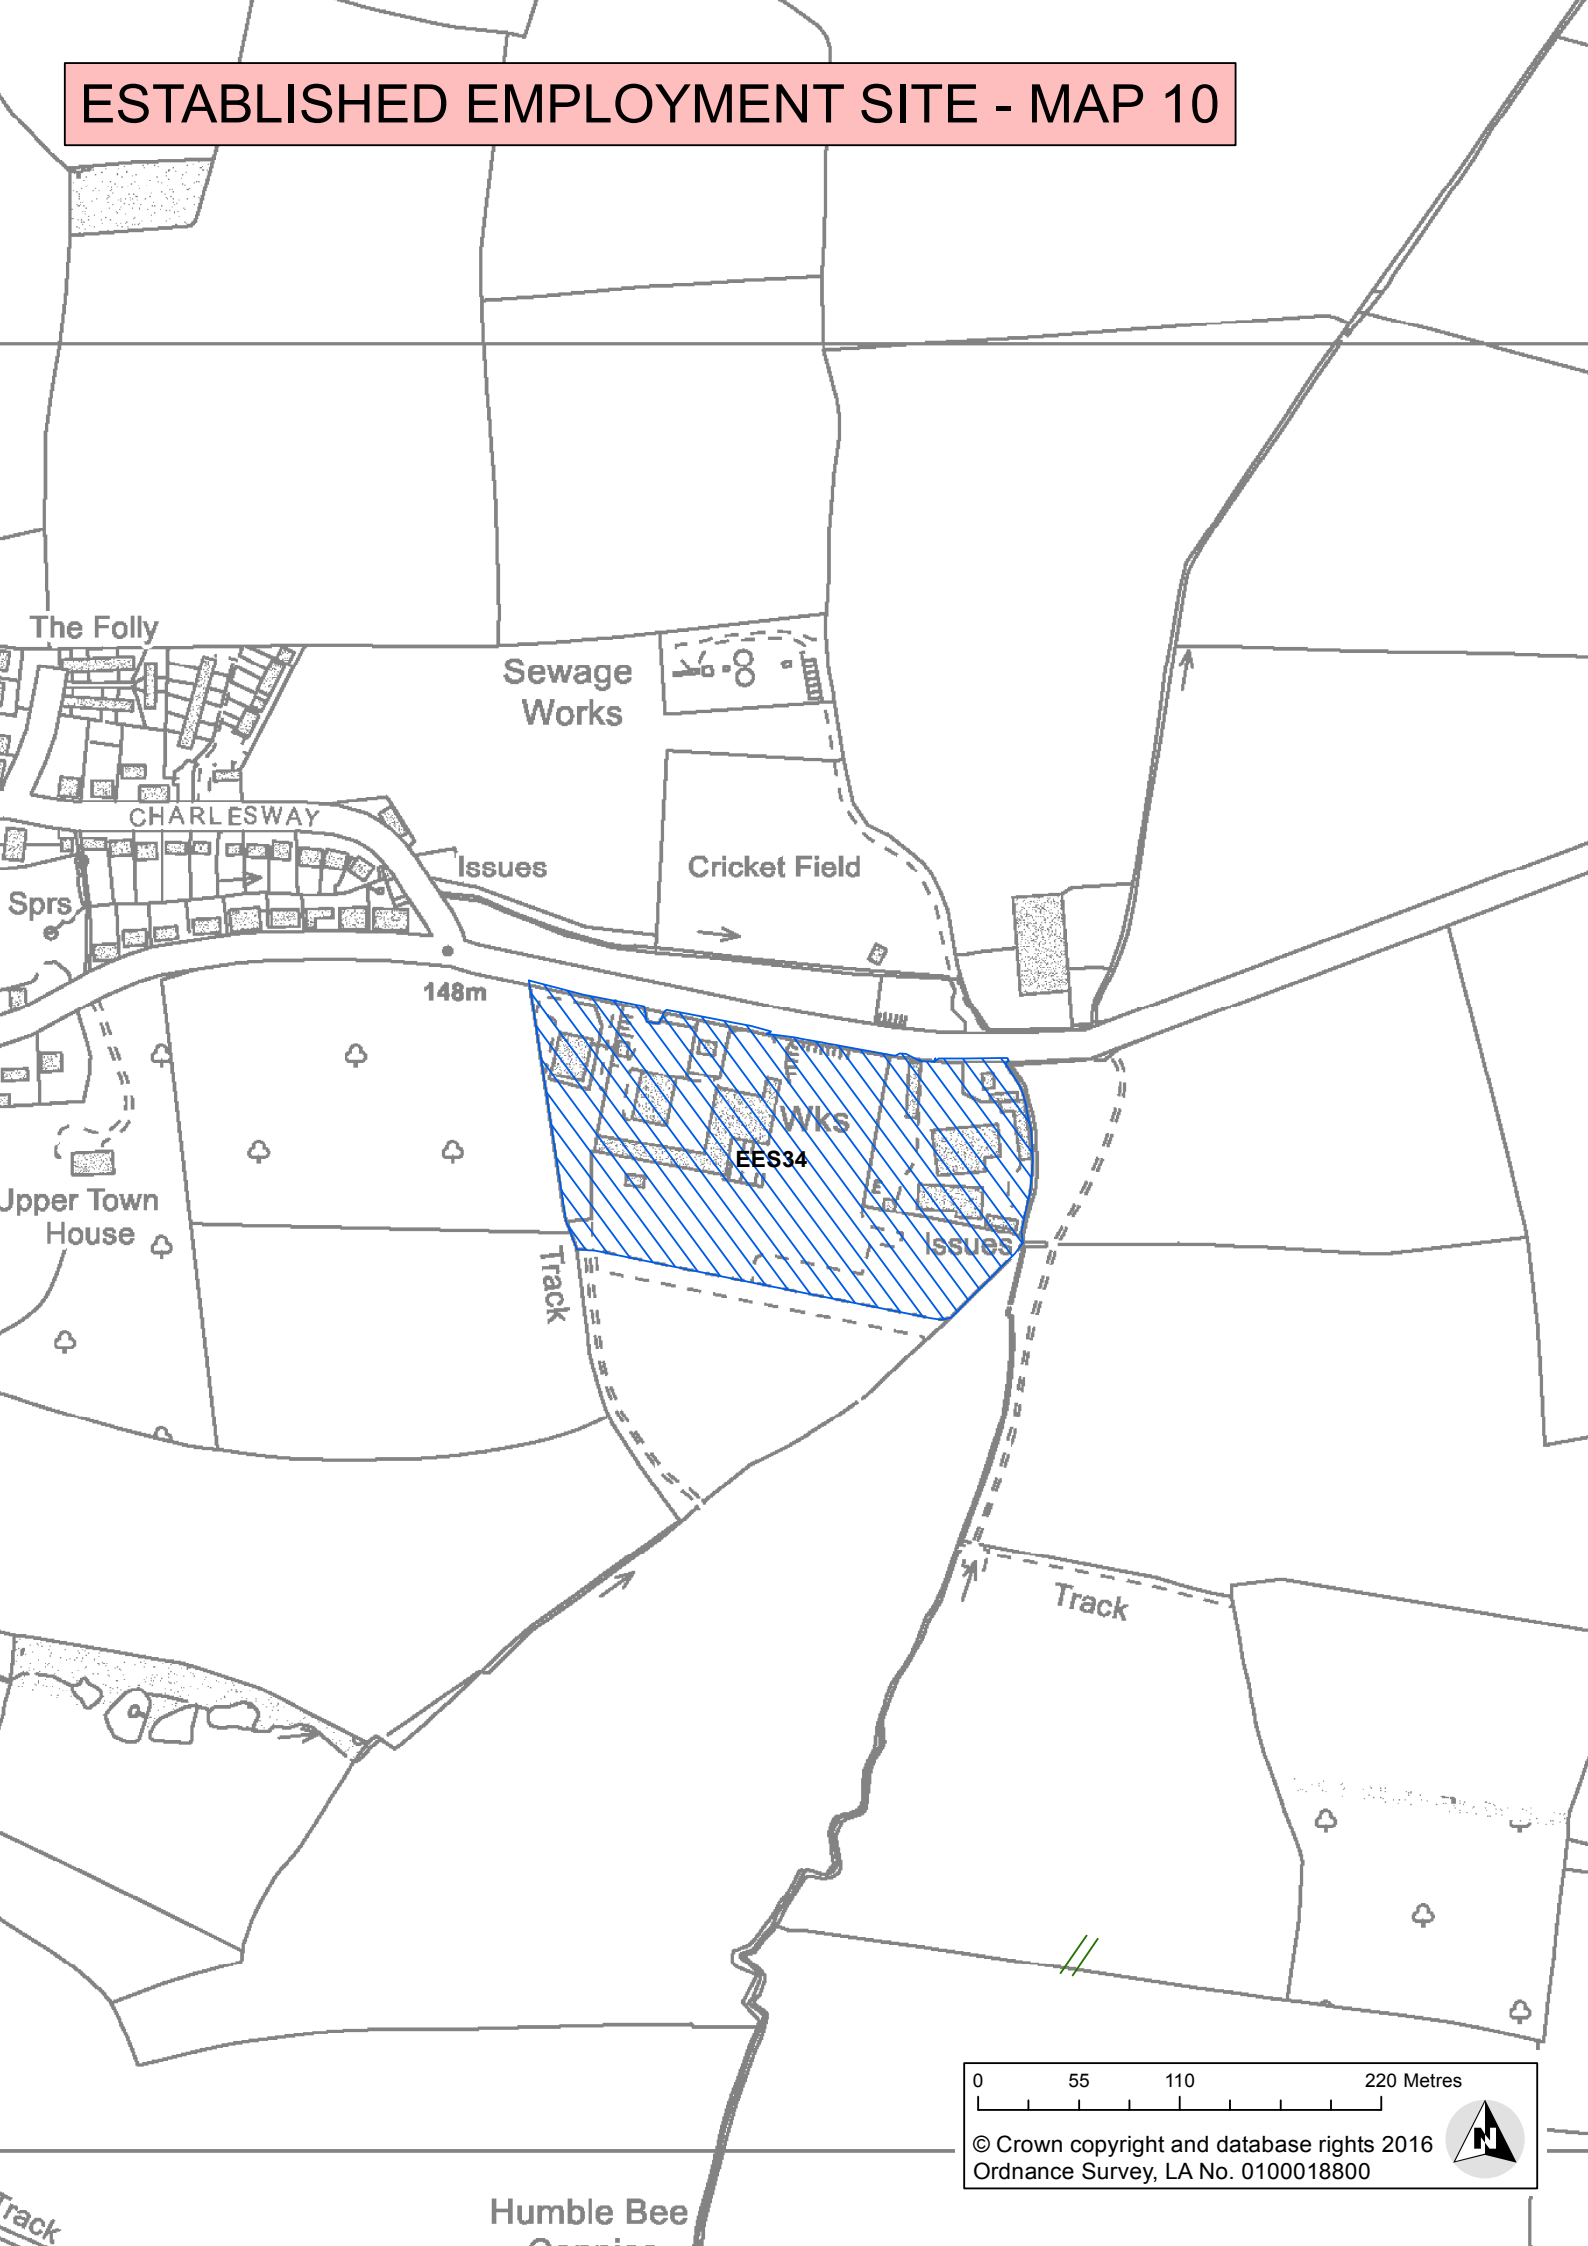 ESTABLISHED EMPLOYMENT SITE - MAP 10
The Folly
Sewage
Works
CHARLESWAY
Issues
Cricket Field
Sprs
148m
Wks
EES34
Upper Town
House
Issues
Track
Track
0 55 110 220 Metres
© Crown copyright and database rights 2016
Ordnance Survey, LA No. 0100018800
N
Track
Humble Bee